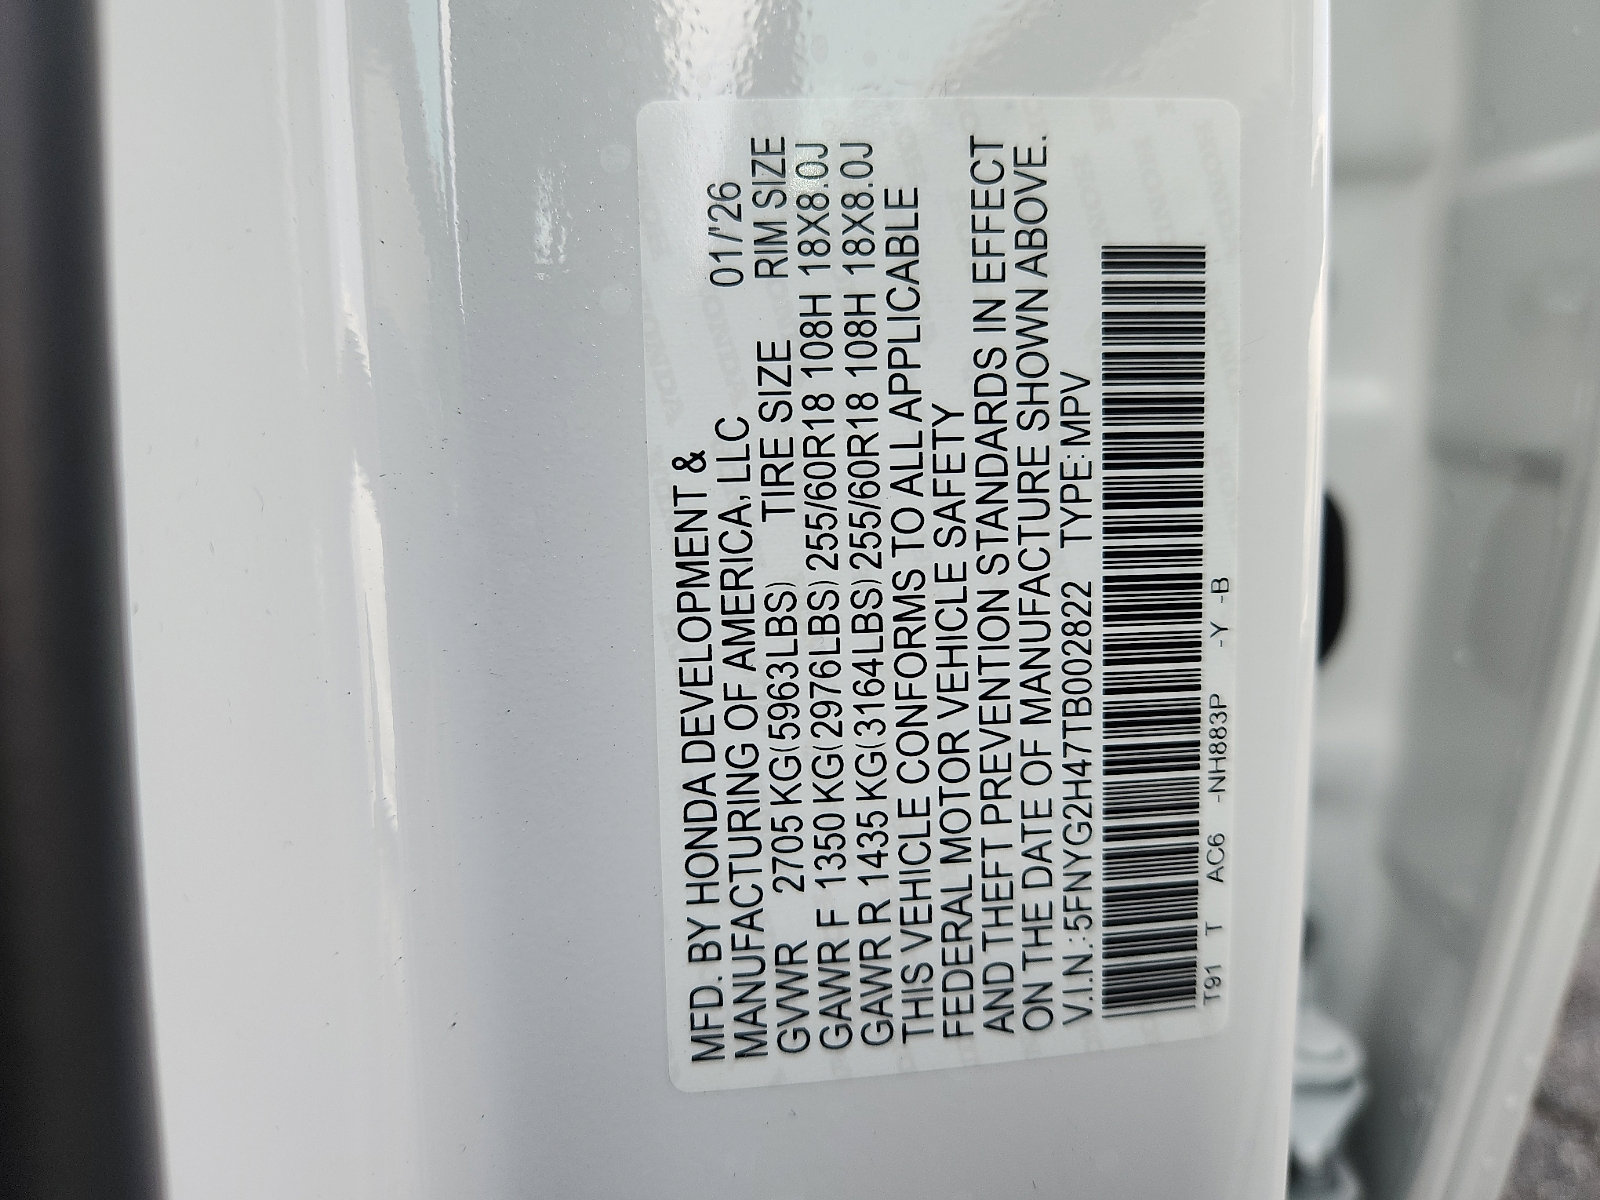 MFD. BY HONDA DEVELOPMENT &
MANUFACTURING OF AMERICA, LLC 01/'26
GVWR 2705 KG(5963LBS) TIRE SIZE RIM SIZE
GAWR F 1350 KG(2976LBS) 255/60R18 108H 18X8.0J
GAWR R 1435 KG(3164LBS) 255/60R18 108H 18X8.0J
THIS VEHICLE CONFORMS TO ALL APPLICABLE
FEDERAL MOTOR VEHICLE SAFETY
AND THEFT PREVENTION STANDARDS IN EFFECT
ON THE DATE OF MANUFACTURE SHOWN ABOVE.
V.I.N.:5FNYG2H47TB002822 TYPE:MPV
T91 T AC6 -NH883P -Y -B